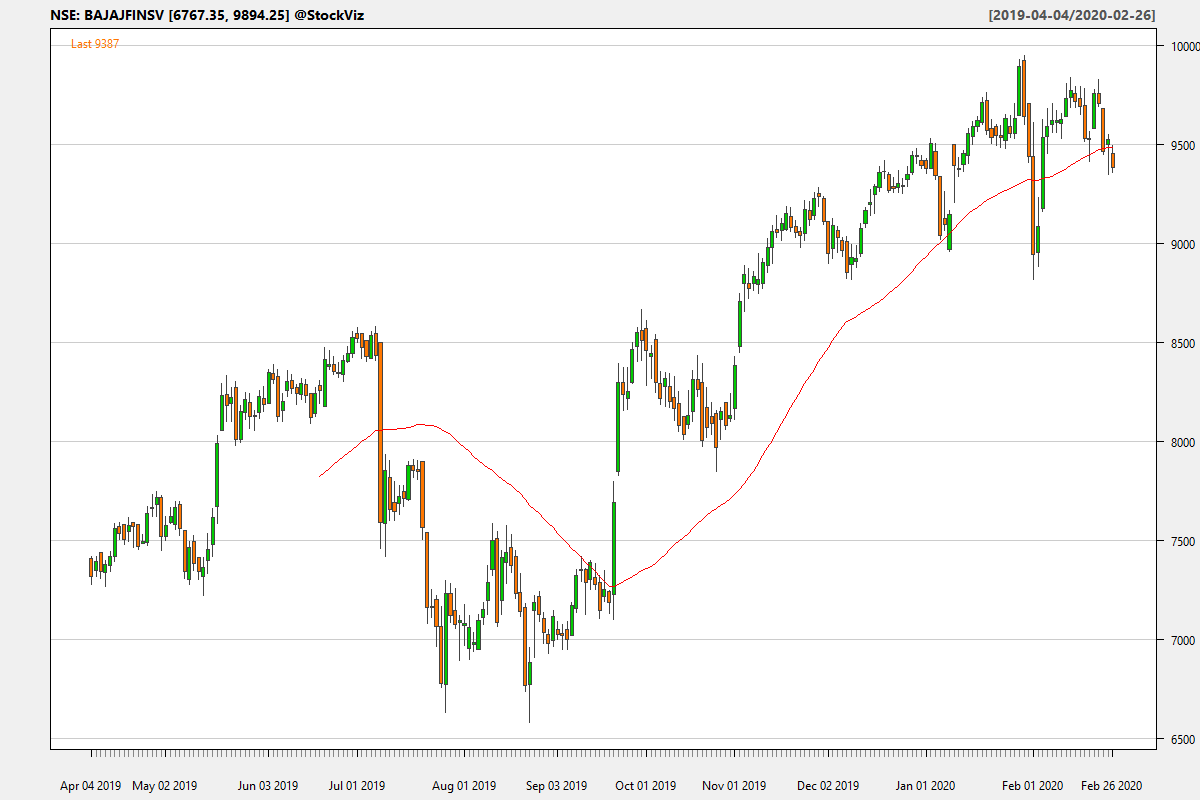 NSE: BAJAJFINSV [6767.35, 9894.25] @StockViz [2019-04-04/2020-02-26]
Last 9387
10000
9500
9000
8500
8000
7500
7000
6500
Apr 04 2019 May 02 2019 Jun 03 2019 Jul 01 2019 Aug 01 2019 Sep 03 2019 Oct 01 2019 Nov 01 2019 Dec 02 2019 Jan 01 2020 Feb 01 2020 Feb 26 2020